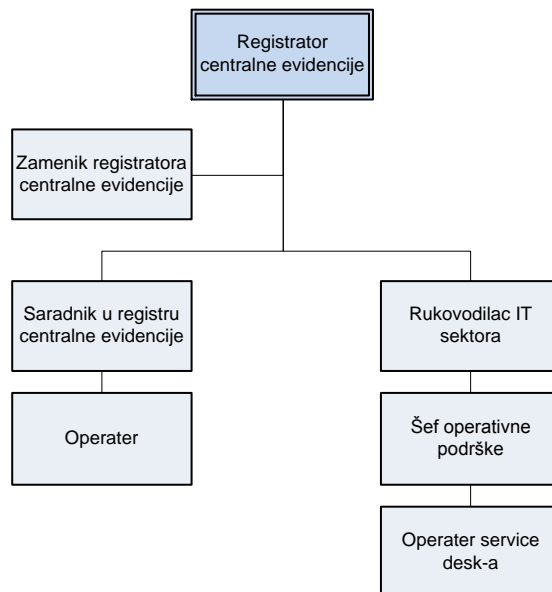 Registrator
centralne evidencije
Zamenik registratora
centralne evidencije
Saradnik u registru
centralne evidencije
Rukovodilac IT
sektora
Operater
Šef operativne
podrške
Operater service
desk-a